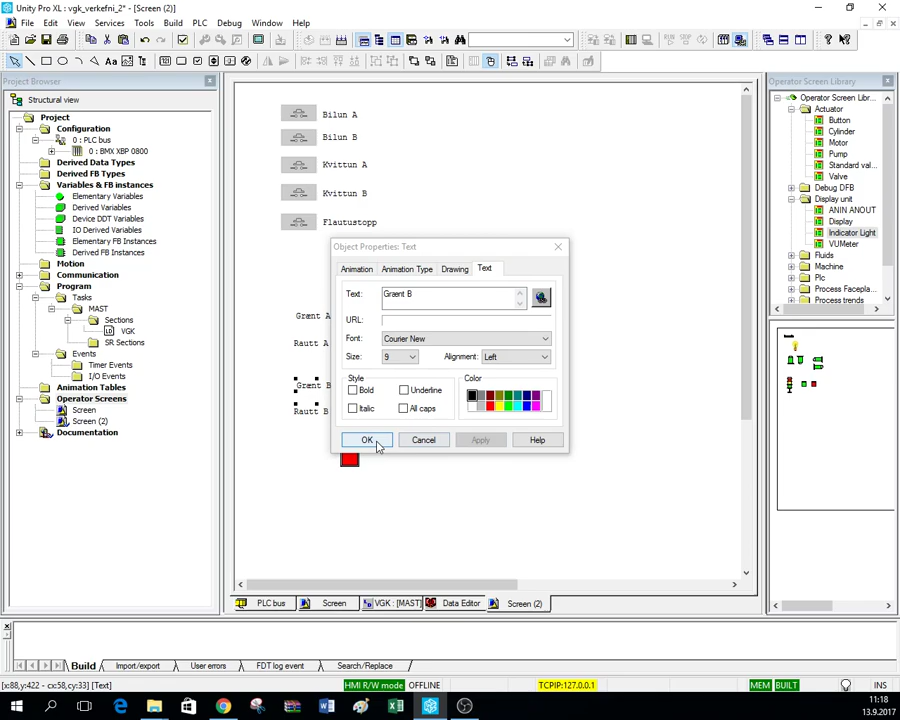 Unity Pro XL : vgk_verkefni_2* - [Screen (2)]
File Edit View Services Tools Build PLC Debug Window Help
Project Browser
Structural view
Project
Configuration
0 : PLC bus
0 : BMX XBP 0800
Derived Data Types
Derived FB Types
Variables & FB instances
Elementary Variables
Derived Variables
Device DDT Variables
IO Derived Variables
Elementary FB Instances
Derived FB Instances
Motion
Communication
Program
Tasks
MAST
Sections
VGK
SR Sections
Events
Timer Events
I/O Events
Animation Tables
Operator Screens
Screen
Screen (2)
Documentation
Bilun A
Bilun B
Kvittun A
Kvittun B
Flautustopp
Grænt A
Rautt A
Grænt B
Rautt B
Object Properties: Text
Animation Animation Type Drawing Text
Text: Grænt B
URL:
Font: Courier New
Size: 9 Alignment: Left
Style Color
Bold Underline
Italic All caps
OK Cancel Apply Help
Operator Screen Library
Operator Screen Libr...
Actuator
Button
Cylinder
Motor
Pump
Standard val...
Valve
Debug DFB
Display unit
ANIN ANOUT
Display
Indicator Light
VUMeter
Fluids
Machine
Plc
Process Facepla...
Process trends
PLC bus Screen VGK : [MAST] Data Editor Screen (2)
Build Import/export User errors FDT log event Search/Replace
[x:88,y:422 - cx:58,cy:33] [Text] HMI R/W mode OFFLINE TCPIP:127.0.0.1 MEM BUILT INS
11:18
13.9.2017